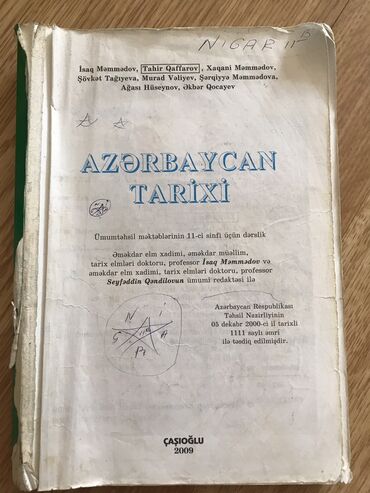 NIGAR 11 B
İsaq Məmmədov, Tahir Qaffarov, Xaqani Məmmədov,
Şövkət Tağıyeva, Murad Vəliyev, Şərqiyyə Məmmədova,
Ağası Hüseynov, Əkbər Qocayev
A A
AZƏRBAYCAN
TARİXİ
Ümumtəhsil məktəblərinin 11-ci sinfi üçün dərslik
Əməkdar elm xadimi, əməkdar müəllim,
tarix elmləri doktoru, professor İsaq Məmmədov və
əməkdar elm xadimi, tarix elmləri doktoru, professor
Seyfəddin Qəndilovun ümumi redaktəsi ilə
Azərbaycan Respublikası
Təhsil Nazirliyinin
05 dekabr 2000-ci il tarixli
1111 saylı əmri
ilə təsdiq edilmişdir.
N i
G A
ÇAŞIOĞLU
2009